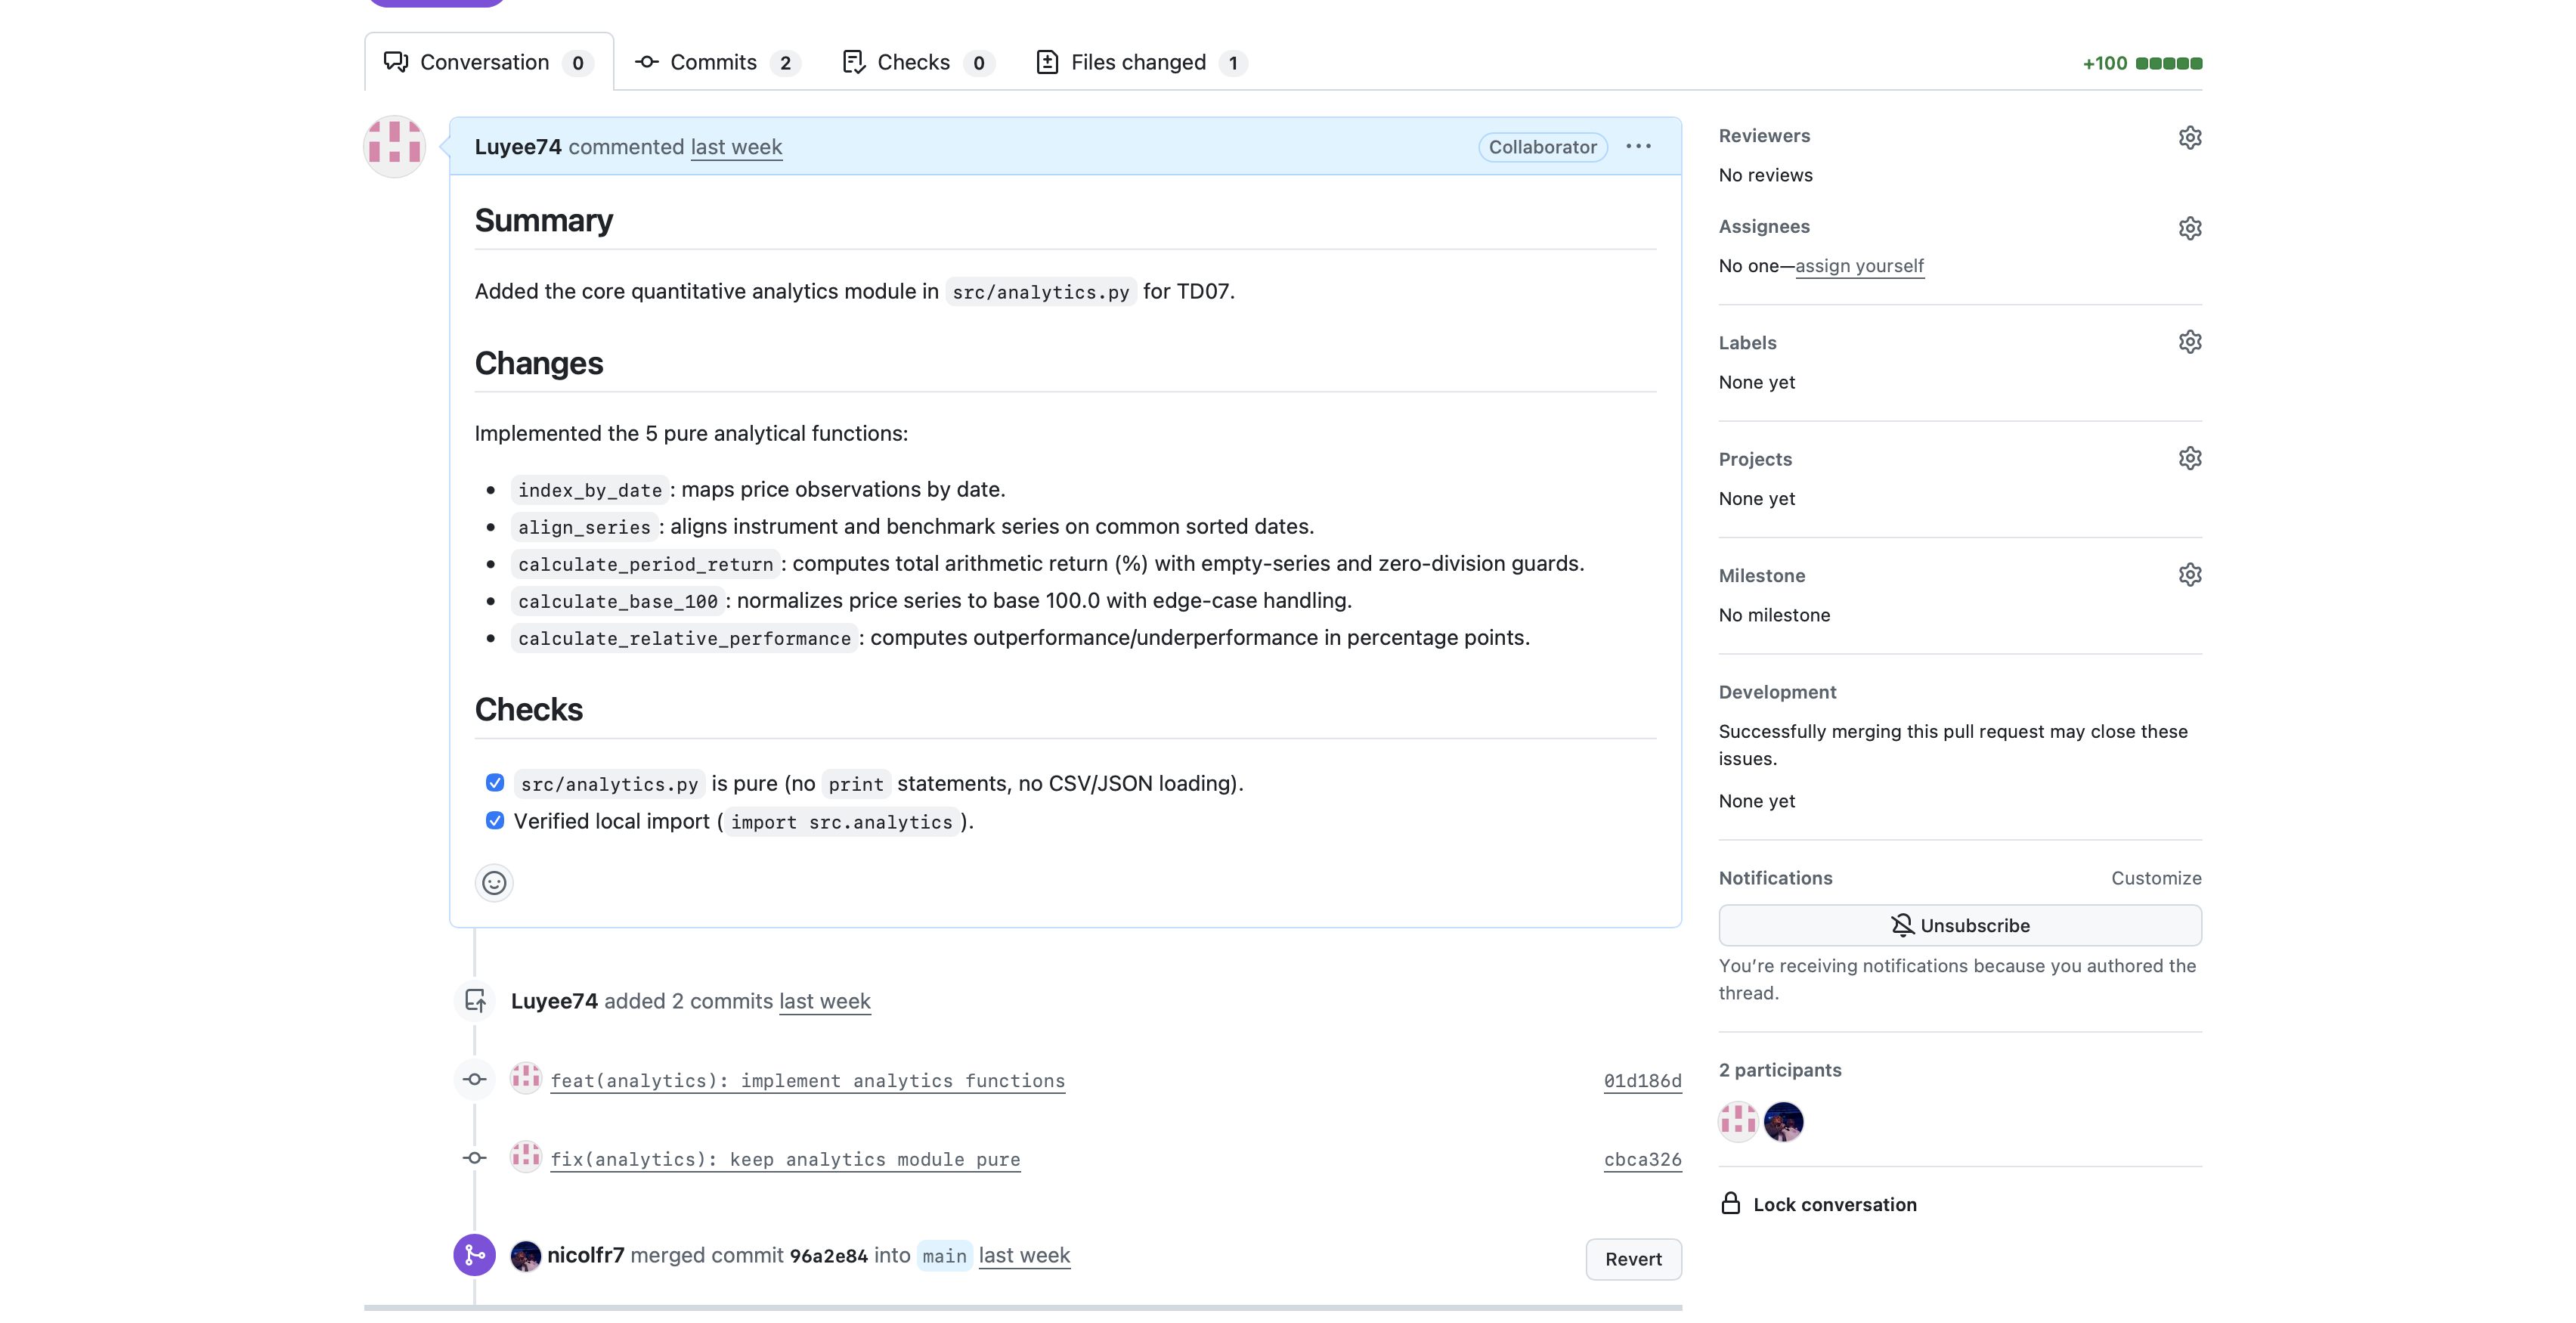 Conversation 0 Commits 2 Checks 0 Files changed 1 +100
Luyee74 commented last week Collaborator
Summary
Added the core quantitative analytics module in src/analytics.py for TD07.
Changes
Implemented the 5 pure analytical functions:
index_by_date: maps price observations by date.
align_series: aligns instrument and benchmark series on common sorted dates.
calculate_period_return: computes total arithmetic return (%) with empty-series and zero-division guards.
calculate_base_100: normalizes price series to base 100.0 with edge-case handling.
calculate_relative_performance: computes outperformance/underperformance in percentage points.
Checks
src/analytics.py is pure (no print statements, no CSV/JSON loading).
Verified local import (import src.analytics).
Luyee74 added 2 commits last week
feat(analytics): implement analytics functions 01d186d
fix(analytics): keep analytics module pure cbca326
nicolfr7 merged commit 96a2e84 into main last week Revert
Reviewers
No reviews
Assignees
No one—assign yourself
Labels
None yet
Projects
None yet
Milestone
No milestone
Development
Successfully merging this pull request may close these
issues.
None yet
Notifications Customize
Unsubscribe
You're receiving notifications because you authored the
thread.
2 participants
Lock conversation